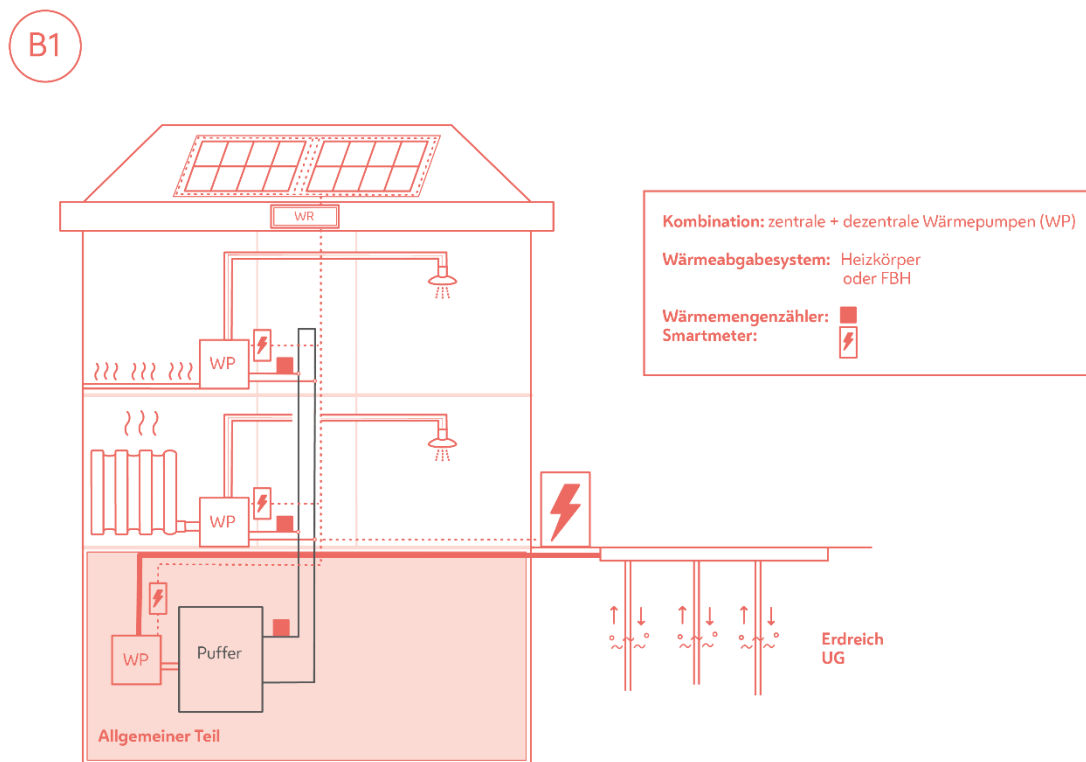 B1
WR
WP
WP
WP
Puffer
Allgemeiner Teil
Kombination: zentrale + dezentrale Wärmepumpen (WP)
Wärmeabgabesystem: Heizkörper
oder FBH
Wärmemengenzähler:
Smartmeter:
Erdreich
UG